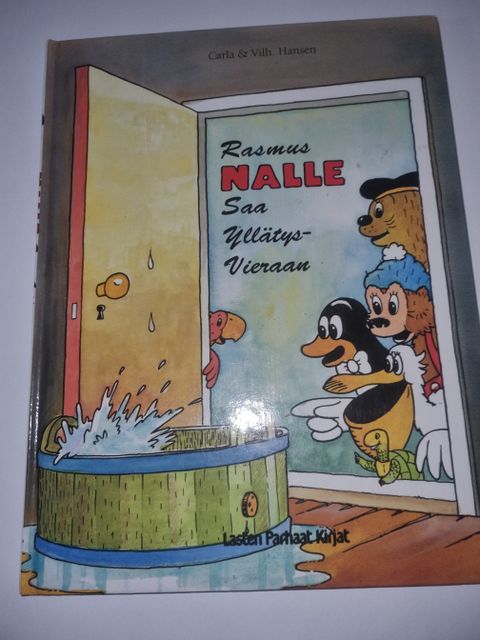 Carla & Vilh. Hansen
Rasmus
NALLE
Saa
Yllätys-
Vieraan
Lasten Parhaat Kirjat